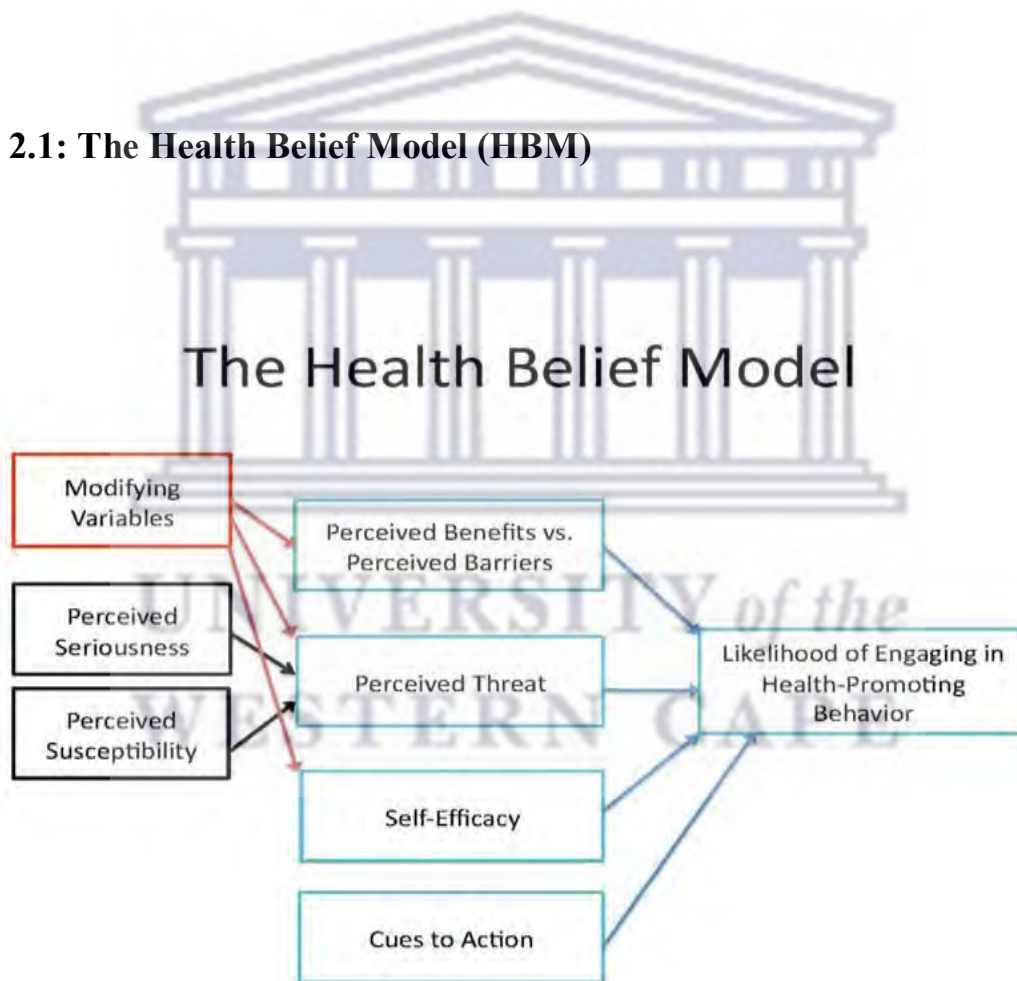 2.1: The Health Belief Model (HBM)
The Health Belief Model
Modifying
Variables
Perceived Benefits vs.
Perceived Barriers
Perceived
Seriousness
Perceived Threat
Perceived
Susceptibility
Self-Efficacy
Cues to Action
Likelihood of Engaging in
Health-Promoting
Behavior
UNIVERSITY of the
WESTERN CAPE